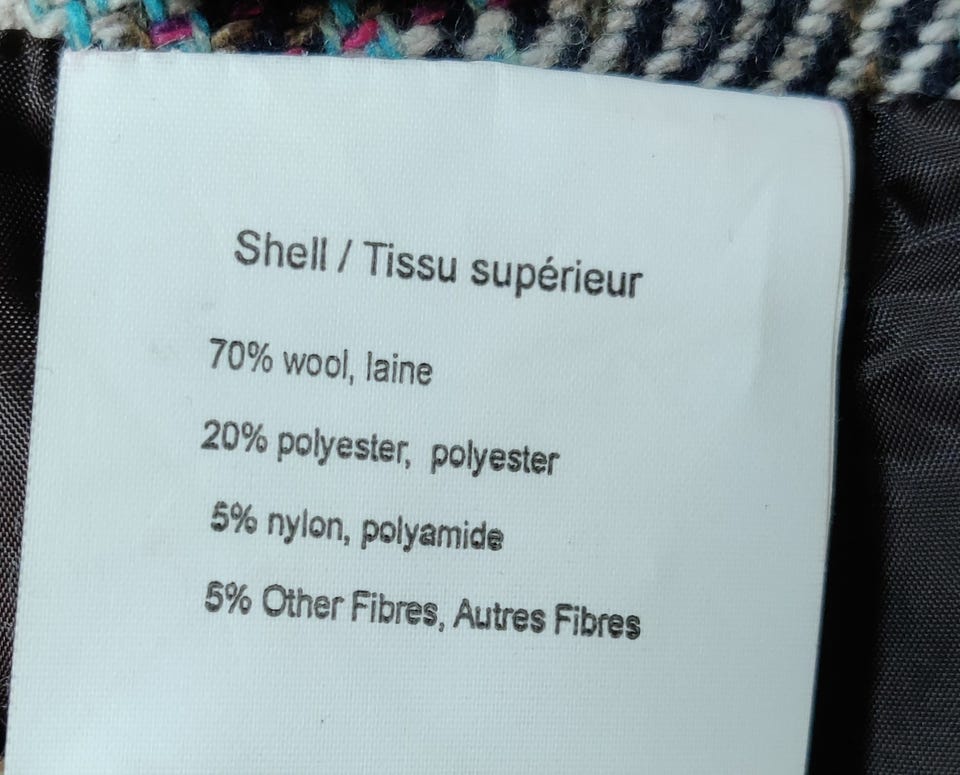 Shell / Tissu supérieur
70% wool, laine
20% polyester, polyester
5% nylon, polyamide
5% Other Fibres, Autres Fibres